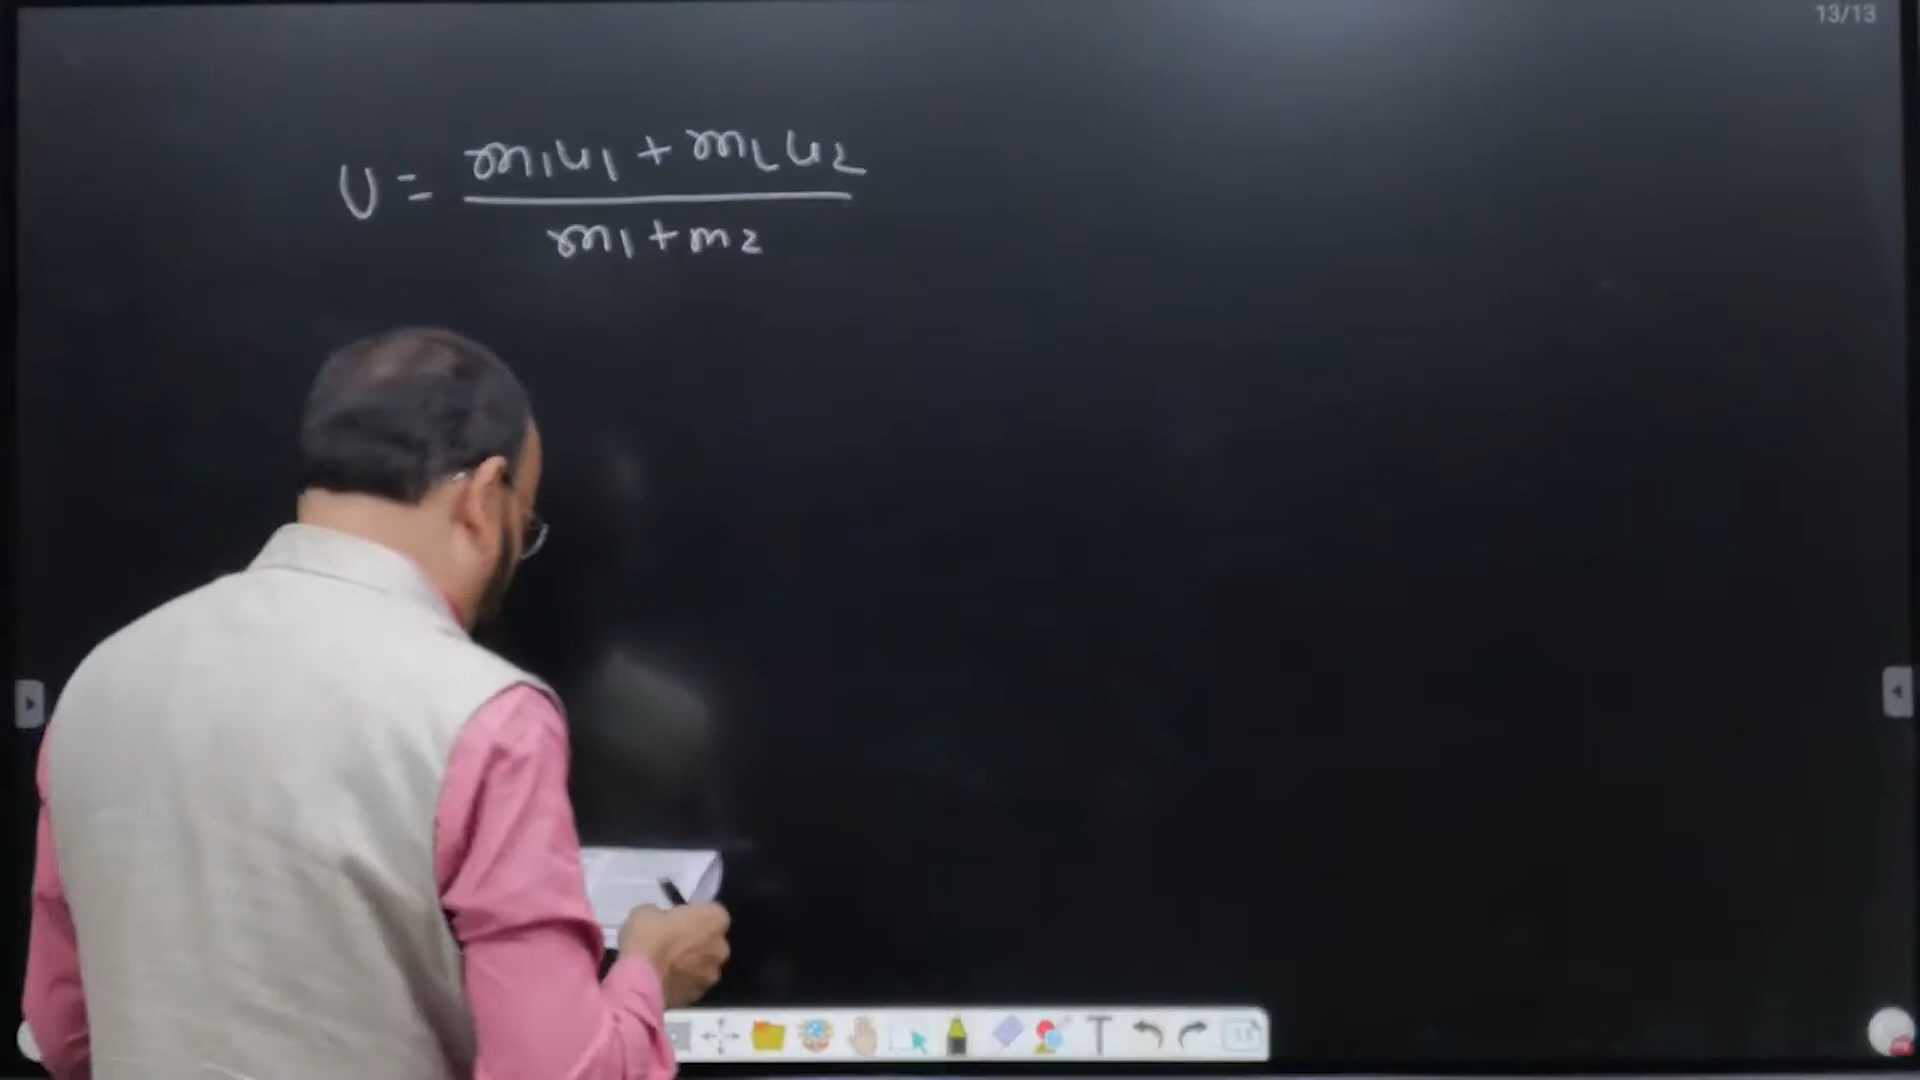 13/13
υ = m₁u₁ + m₂u₂
m₁ + m₂